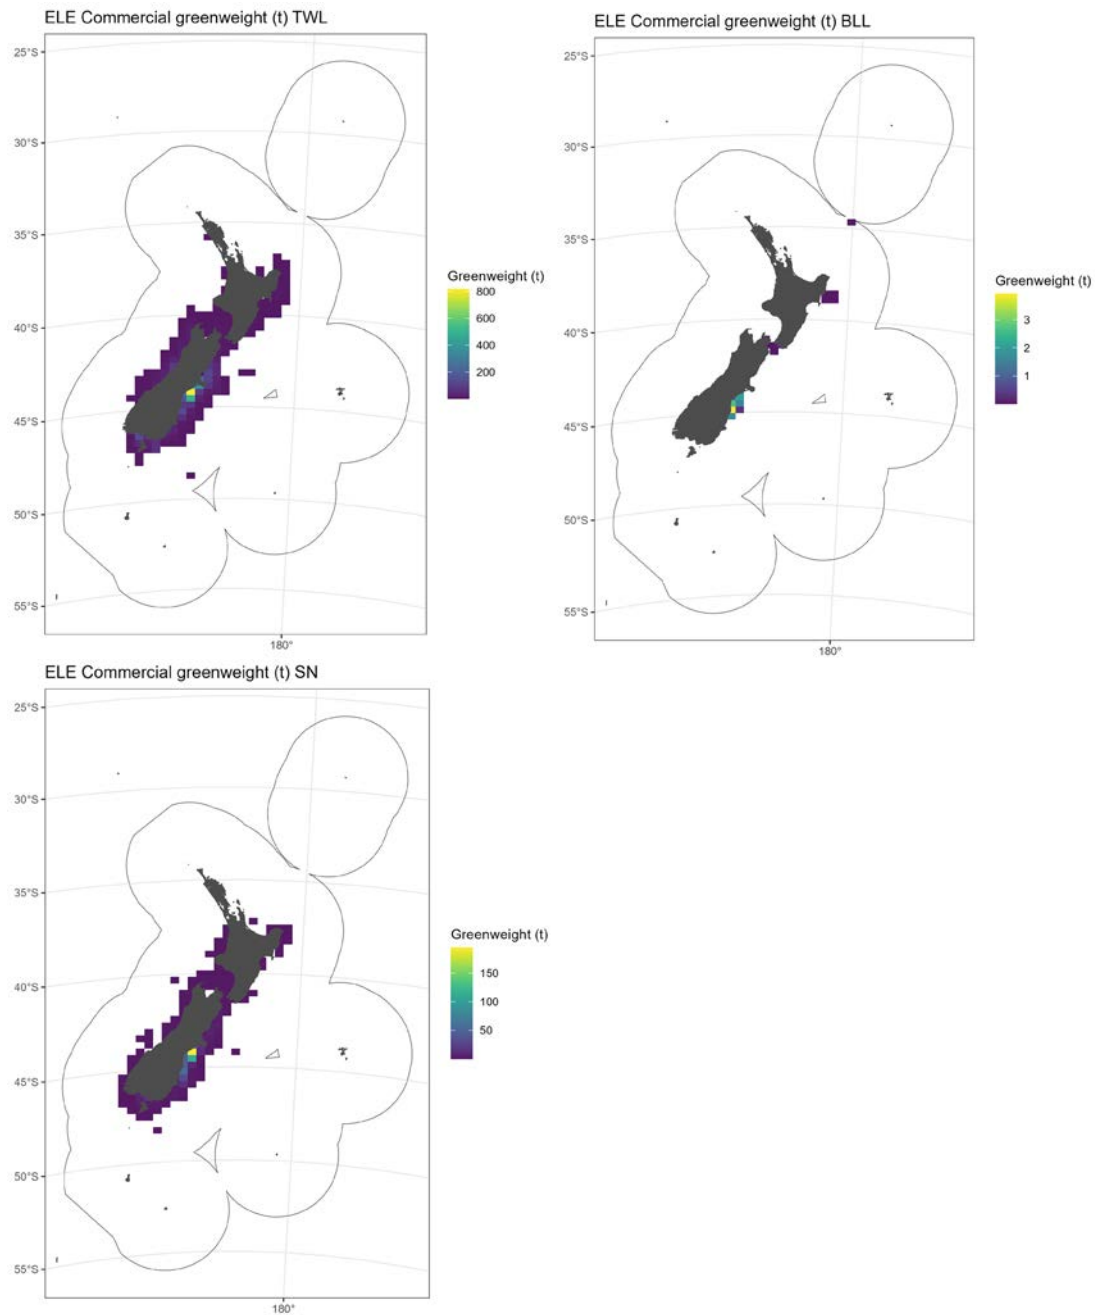 ELE Commercial greenweight (t) TWL
25°S
30°S
35°S
40°S
45°S
50°S
55°S
180°
Greenweight (t)
800
600
400
200
ELE Commercial greenweight (t) BLL
25°S
30°S
35°S
40°S
45°S
50°S
55°S
180°
Greenweight (t)
3
2
1
ELE Commercial greenweight (t) SN
25°S
30°S
35°S
40°S
45°S
50°S
55°S
180°
Greenweight (t)
150
100
50